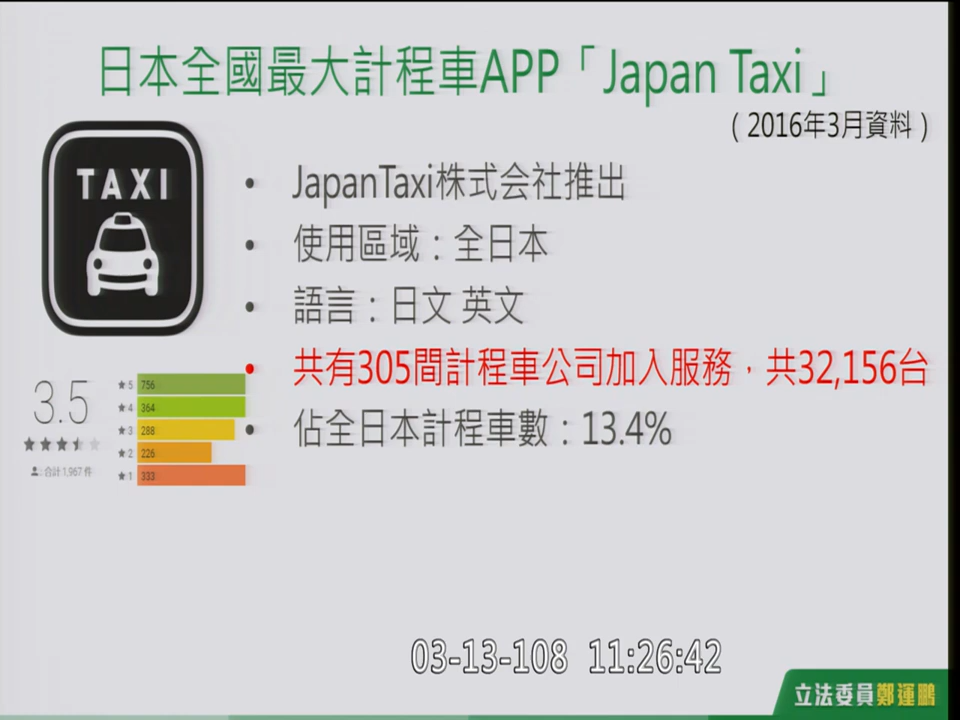 日本全國最大計程車APP「Japan Taxi」
（2016年3月資料）
TAXI
• JapanTaxi株式会社推出
• 使用區域：全日本
• 語言：日文 英文
• 共有305間計程車公司加入服務，共32,156台
• 佔全日本計程車數：13.4%
3.5
合計 1,967 件
★5 756
★4 364
★3 288
★2 226
★1 333
03-13-108 11:26:42
立法委員鄭運鵬